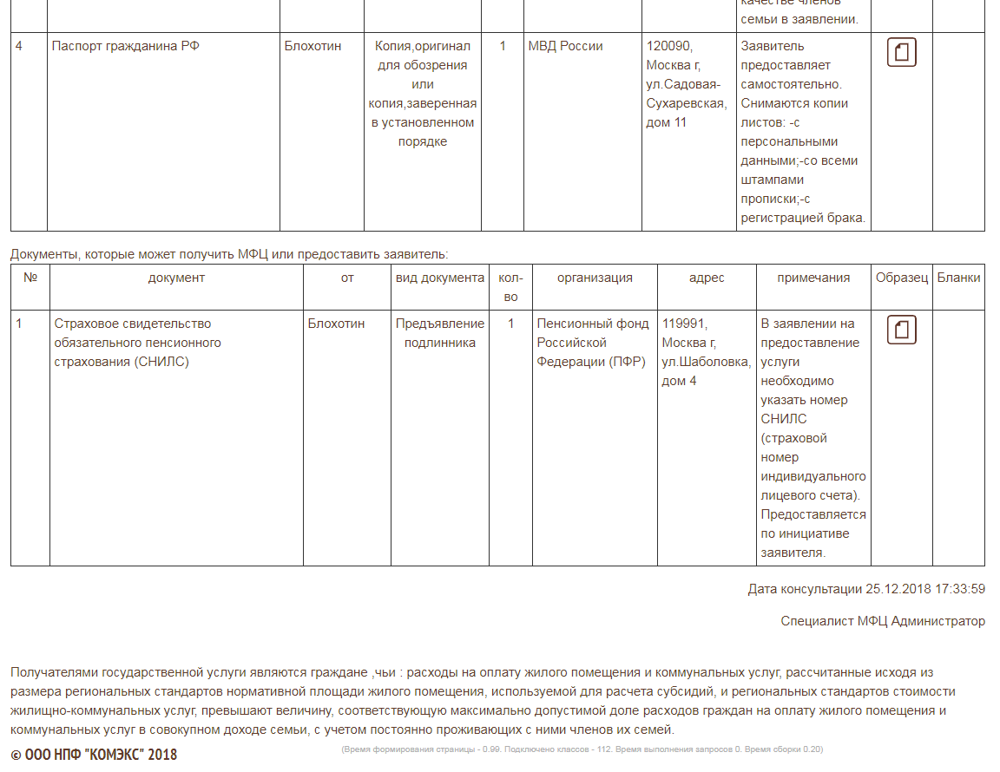 качестве членов
семьи в заявлении.
4 Паспорт гражданина РФ Блохотин Копия,оригинал 1 МВД России 120090, Заявитель
для обозрения Москва г, предоставляет
или ул.Садовая- самостоятельно.
копия,заверенная Сухаревская, Снимаются копии
в установленном дом 11 листов: -с
порядке персональными
данными;-со всеми
штампами
прописки;-с
регистрацией брака.
Документы, которые может получить МФЦ или предоставить заявитель:
№ документ от вид документа кол- организация адрес примечания Образец Бланки
во
1 Страховое свидетельство Блохотин Предъявление 1 Пенсионный фонд 119991, В заявлении на
обязательного пенсионного подлинника Российской Москва г, предоставление
страхования (СНИЛС) Федерации (ПФР) ул.Шаболовка, услуги
дом 4 необходимо
указать номер
СНИЛС
(страховой
номер
индивидуального
лицевого счета).
Предоставляется
по инициативе
заявителя.
Дата консультации 25.12.2018 17:33:59
Специалист МФЦ Администратор
Получателями государственной услуги являются граждане ,чьи : расходы на оплату жилого помещения и коммунальных услуг, рассчитанные исходя из
размера региональных стандартов нормативной площади жилого помещения, используемой для расчета субсидий, и региональных стандартов стоимости
жилищно-коммунальных услуг, превышают величину, соответствующую максимально допустимой доле расходов граждан на оплату жилого помещения и
коммунальных услуг в совокупном доходе семьи, с учетом постоянно проживающих с ними членов их семей.
© ООО НПФ "КОМЭКС" 2018 (Время формирования страницы - 0.99. Подключено классов - 112. Время выполнения запросов 0. Время сборки 0.20)